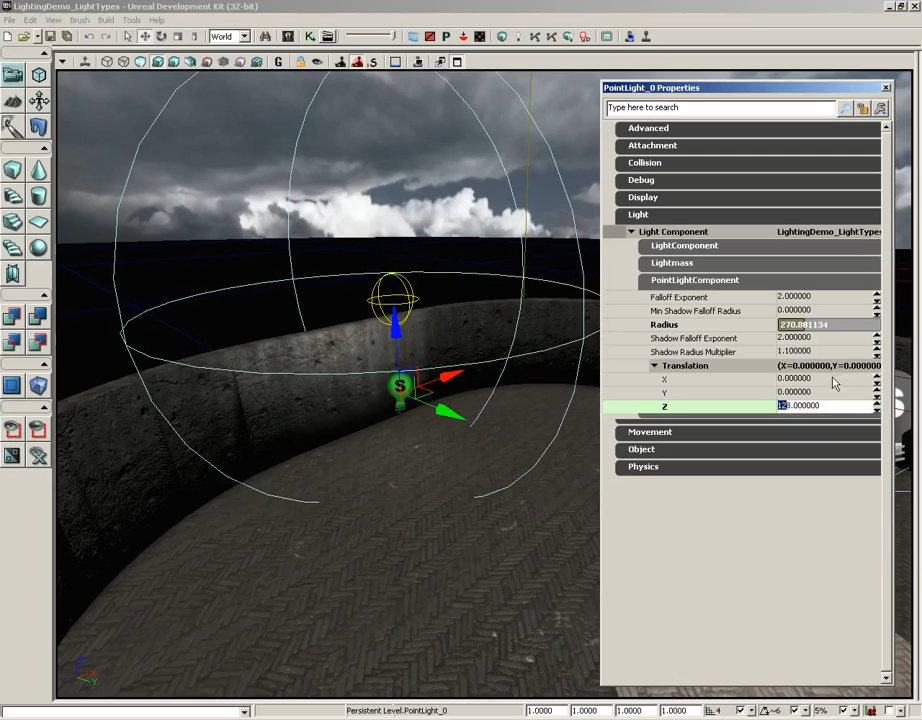 LightingDemo_LightTypes - Unreal Development Kit (32-bit)
File Edit View Brush Build Tools Help
World
G
PointLight_0 Properties
Type here to search
Advanced
Attachment
Collision
Debug
Display
Light
Light Component LightingDemo_LightTypes
LightComponent
Lightmass
PointLightComponent
Falloff Exponent 2.000000
Min Shadow Falloff Radius 0.000000
Radius 270.881134
Shadow Falloff Exponent 2.000000
Shadow Radius Multiplier 1.100000
Translation (X=0.000000,Y=0.000000
X 0.000000
Y 0.000000
Z 128.000000
Movement
Object
Physics
S
S
Persistent Level.PointLight_0 1.0000 1.0000 1.0000 1.0000 4 ~6 5%